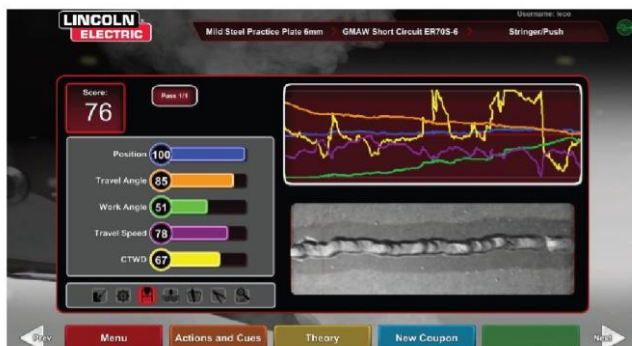 Username: leco
LINCOLN
ELECTRIC
Mild Steel Practice Plate 6mm
GMAW Short Circuit ER70S-6
Stringer/Push
Score:
76
Pass 1/1
Position 100
Travel Angle 85
Work Angle 51
Travel Speed 78
CTWD 67
Prev
Menu
Actions and Cues
Theory
New Coupon
Next